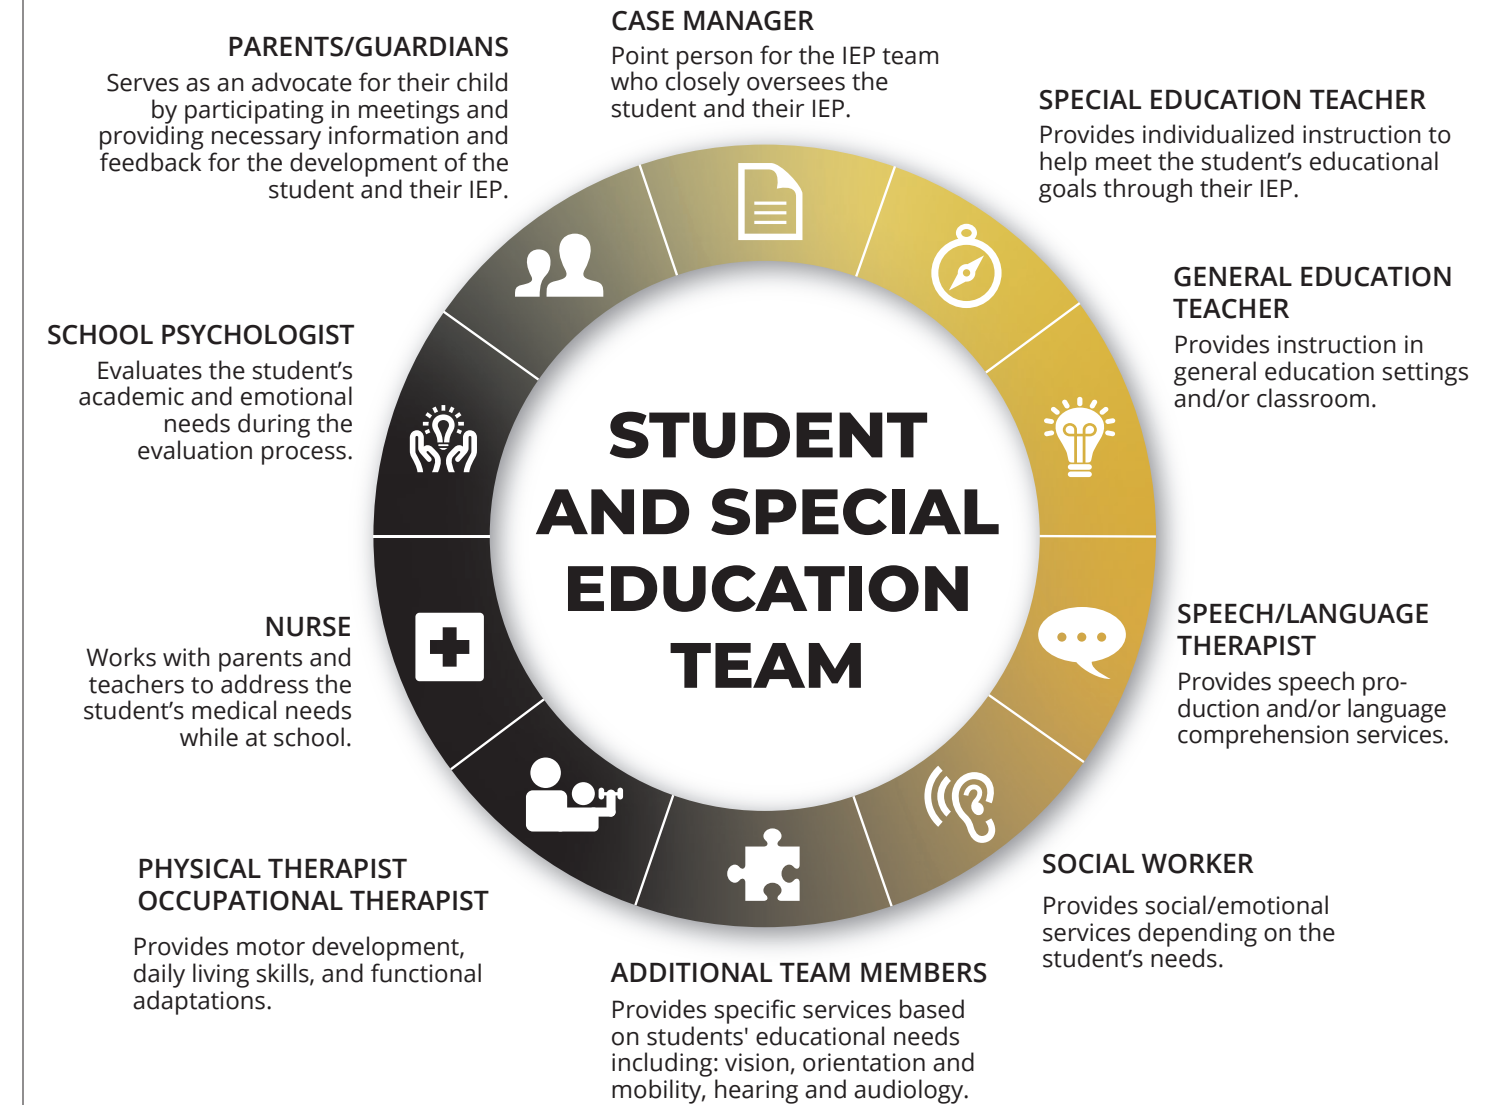 CASE MANAGER
Point person for the IEP team
who closely oversees the
student and their IEP.
SPECIAL EDUCATION TEACHER
Provides individualized instruction to
help meet the student’s educational
goals through their IEP.
GENERAL EDUCATION
TEACHER
Provides instruction in
general education settings
and/or classroom.
SPEECH/LANGUAGE
THERAPIST
Provides speech pro-
duction and/or language
comprehension services.
SOCIAL WORKER
Provides social/emotional
services depending on the
student’s needs.
ADDITIONAL TEAM MEMBERS
Provides specific services based
on students' educational needs
including: vision, orientation and
mobility, hearing and audiology.
PHYSICAL THERAPIST
OCCUPATIONAL THERAPIST
Provides motor development,
daily living skills, and functional
adaptations.
NURSE
Works with parents and
teachers to address the
student’s medical needs
while at school.
SCHOOL PSYCHOLOGIST
Evaluates the student’s
academic and emotional
needs during the
evaluation process.
PARENTS/GUARDIANS
Serves as an advocate for their child
by participating in meetings and
providing necessary information and
feedback for the development of the
student and their IEP.
STUDENT
AND SPECIAL
EDUCATION
TEAM